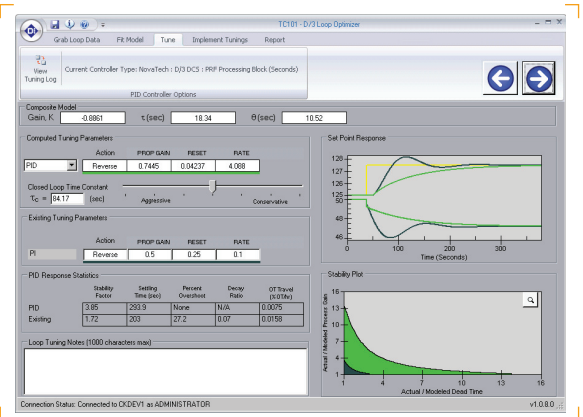 TC101 - D/3 Loop Optimizer
Grab Loop Data Fit Model Tune Implement Tunings Report
View
Tuning Log
Current Controller Type: NovaTech : D/3 DCS : PRF Processing Block (Seconds)
PID Controller Options
Composite Model
Gain, K -0.8861 τ (sec) 18.34 θ (sec) 10.52
Computed Tuning Parameters
Action PROP GAIN RESET RATE
PID Reverse 0.7445 0.04237 4.088
Closed Loop Time Constant
τc = 84.17 (sec) Aggressive Conservative
Existing Tuning Parameters
Action PROP GAIN RESET RATE
PI Reverse 0.5 0.25 0.1
PID Response Statistics
Stability Factor Settling Time (sec) Percent Overshoot Decay Ratio OT Travel (%OT/hr)
PID 3.85 293.9 None N/A 0.0075
Existing 1.72 203 27.2 0.07 0.0158
Loop Tuning Notes (1000 characters max)
Set Point Response
128
127
126
125
50
48
46
0 100 200 300
Time (Seconds)
Stability Plot
Actual / Modeled Process Gain
16
13
10
7
4
1
1 4 7 10 13 16
Actual / Modeled Dead Time
Connection Status: Connected to CKDEV1 as ADMINISTRATOR v1.0.8.0